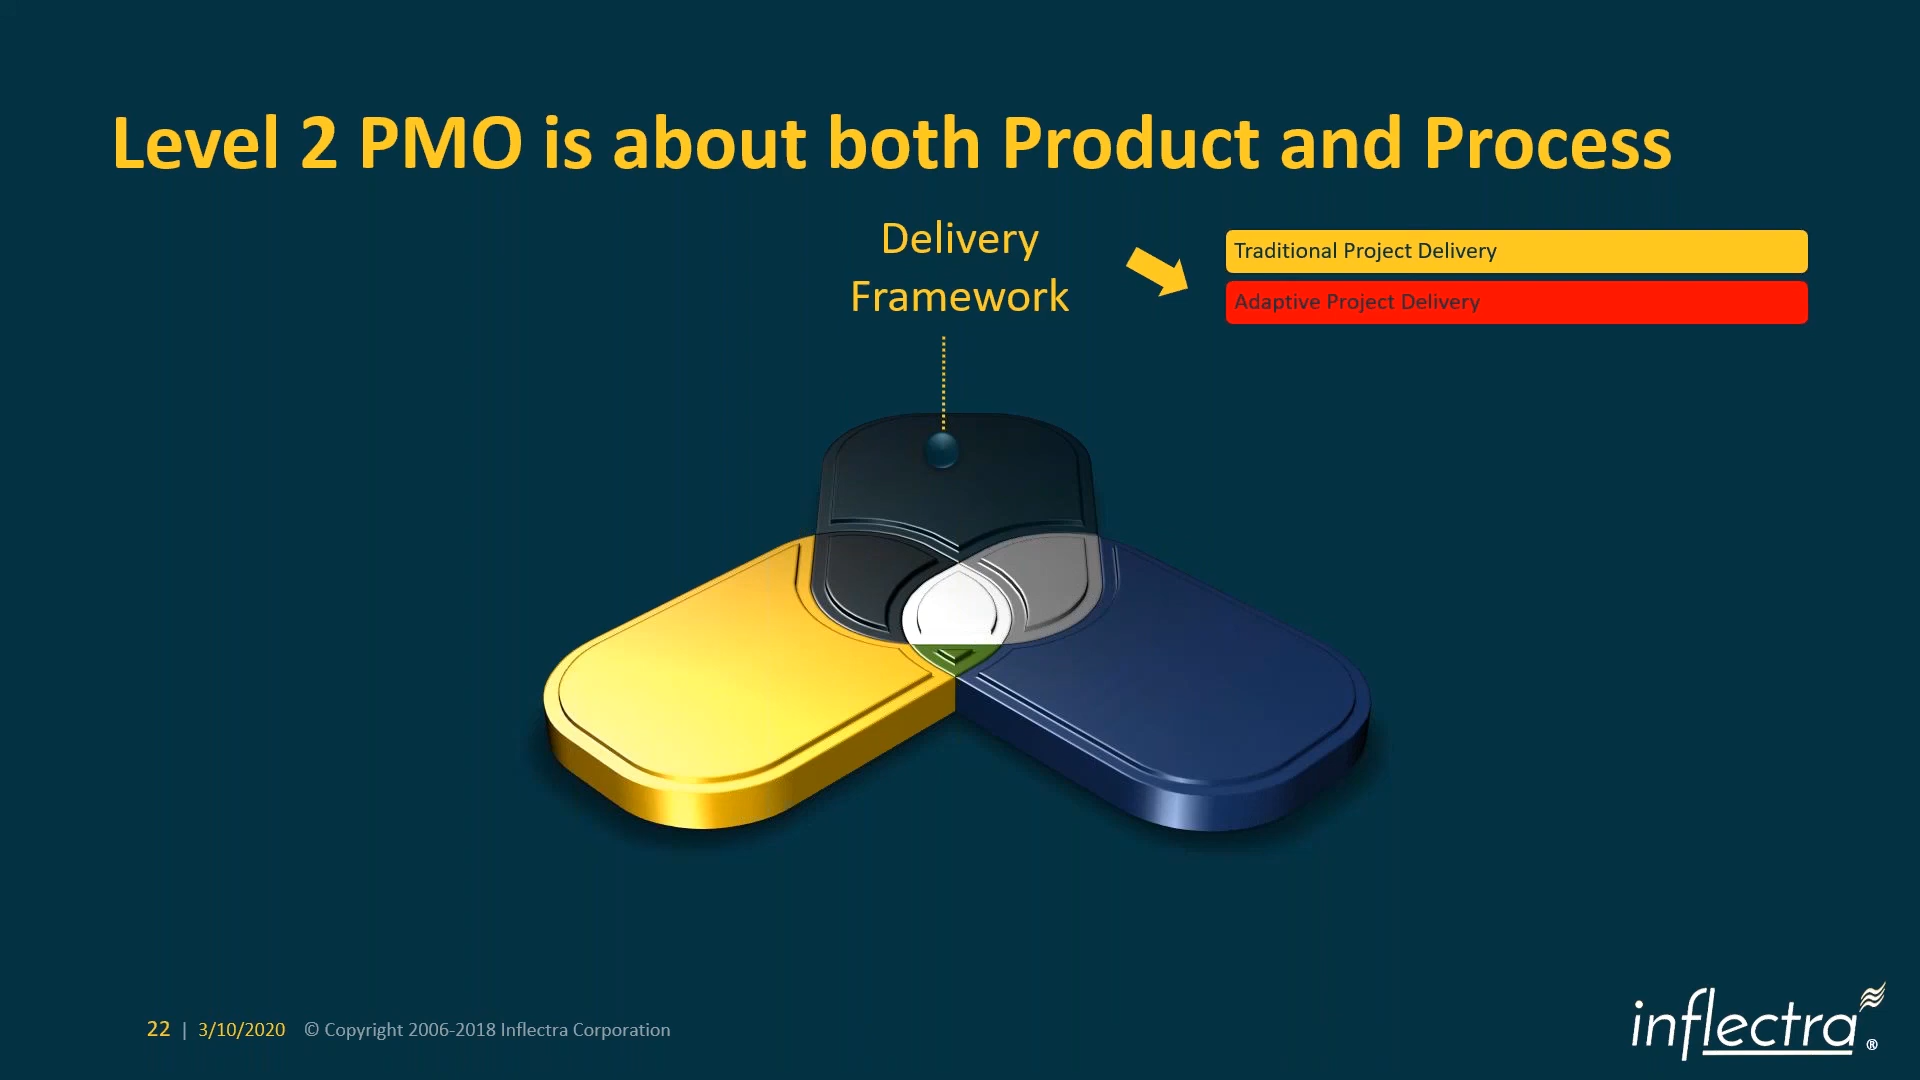 Level 2 PMO is about both Product and Process
Delivery
Framework
Traditional Project Delivery
Adaptive Project Delivery
22 | 3/10/2020 © Copyright 2006-2018 Inflectra Corporation
inflectra®